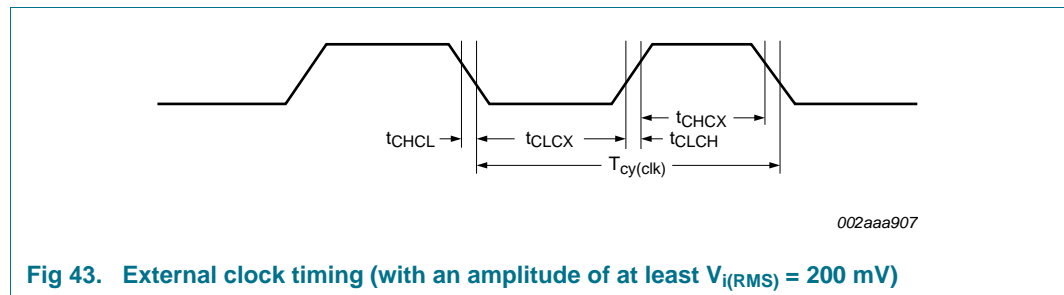 tCHCX
tCHCL tCLCX tCLCH
Tcy(clk)
002aaa907
Fig 43. External clock timing (with an amplitude of at least Vi(RMS) = 200 mV)